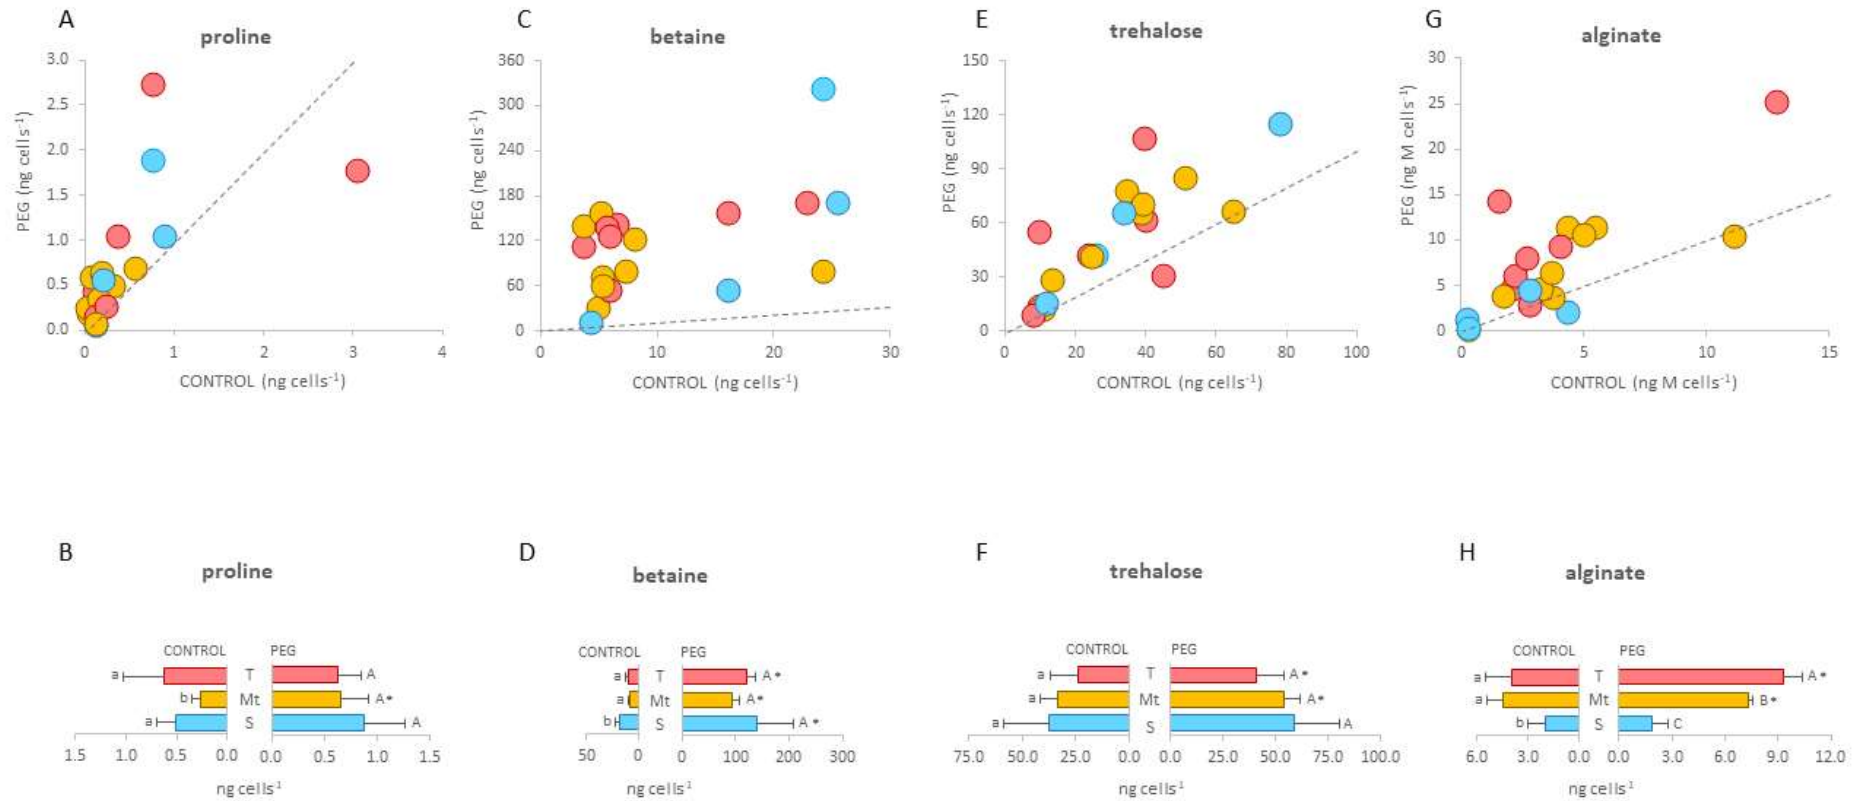 A
proline
PEG (ng cells⁻¹)
3.0
2.5
2.0
1.5
1.0
0.5
0.0
0 1 2 3 4
CONTROL (ng cells⁻¹)
C
betaine
PEG (ng cells⁻¹)
360
300
240
180
120
60
0
0 10 20 30
CONTROL (ng cells⁻¹)
E
trehalose
PEG (ng cells⁻¹)
150
120
90
60
30
0
0 20 40 60 80 100
CONTROL (ng cells⁻¹)
G
alginate
PEG (ng M cells⁻¹)
30
25
20
15
10
5
0
0 5 10 15
CONTROL (ng M cells⁻¹)
B
proline
CONTROL PEG
a T A
b Mt A*
a S A
1.5 1.0 0.5 0.0 0.0 0.5 1.0 1.5
ng cells⁻¹
D
betaine
CONTROL PEG
a T A*
a Mt A*
b S A*
50 0 0 100 200 300
ng cells⁻¹
F
trehalose
CONTROL PEG
a T A*
a Mt A*
a S A
75.0 50.0 25.0 0.0 0.0 25.0 50.0 75.0 100.0
ng cells⁻¹
H
alginate
CONTROL PEG
a T A*
a Mt B*
b S C
6.0 3.0 0.0 0.0 3.0 6.0 9.0 12.0
ng cells⁻¹